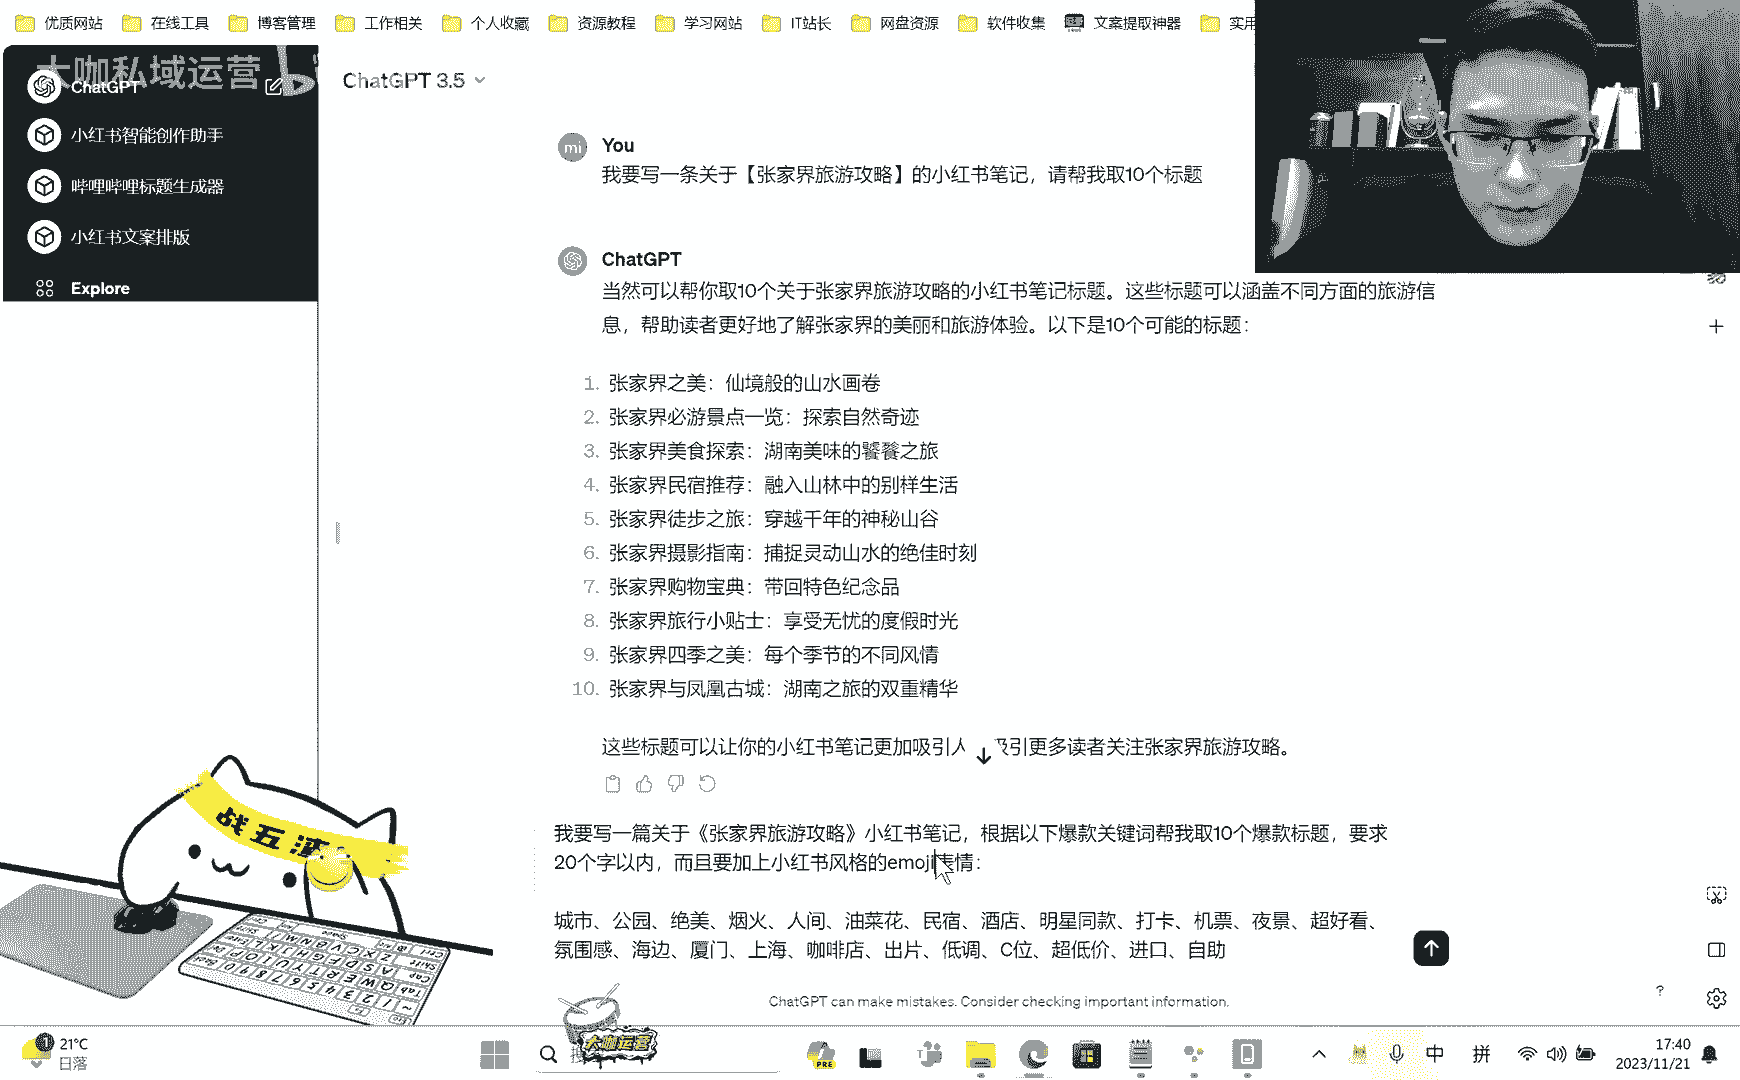 优质网站 在线工具 博客管理 工作相关 个人收藏 资源教程 学习网站 IT站长 网盘资源 软件收集 文案提取神器 实用
大咖私域运营
ChatGPT
小红书智能创作助手
哔哩哔哩标题生成器
小红书文案排版
Explore
ChatGPT 3.5
mi
You
我要写一条关于【张家界旅游攻略】的小红书笔记，请帮我取10个标题
ChatGPT
当然可以帮你取10个关于张家界旅游攻略的小红书笔记标题。这些标题可以涵盖不同方面的旅游信
息，帮助读者更好地了解张家界的美丽和旅游体验。以下是10个可能的标题：
1. 张家界之美：仙境般的山水画卷
2. 张家界必游景点一览：探索自然奇迹
3. 张家界美食探索：湖南美味的饕餮之旅
4. 张家界民宿推荐：融入山林中的别样生活
5. 张家界徒步之旅：穿越千年的神秘山谷
6. 张家界摄影指南：捕捉灵动山水的绝佳时刻
7. 张家界购物宝典：带回特色纪念品
8. 张家界旅行小贴士：享受无忧的度假时光
9. 张家界四季之美：每个季节的不同风情
10. 张家界与凤凰古城：湖南之旅的双重精华
这些标题可以让你的小红书笔记更加吸引人 吸引更多读者关注张家界旅游攻略。
我要写一篇关于《张家界旅游攻略》小红书笔记，根据以下爆款关键词帮我取10个爆款标题，要求
20个字以内，而且要加上小红书风格的emoji表情：
城市、公园、绝美、烟火、人间、油菜花、民宿、酒店、明星同款、打卡、机票、夜景、超好看、
氛围感、海边、厦门、上海、咖啡店、出片、低调、C位、超低价、进口、自助
ChatGPT can make mistakes. Consider checking important information.
?
战五渣
大咖运营
1
21°C
日落
PRE
中
拼
17:40
2023/11/21